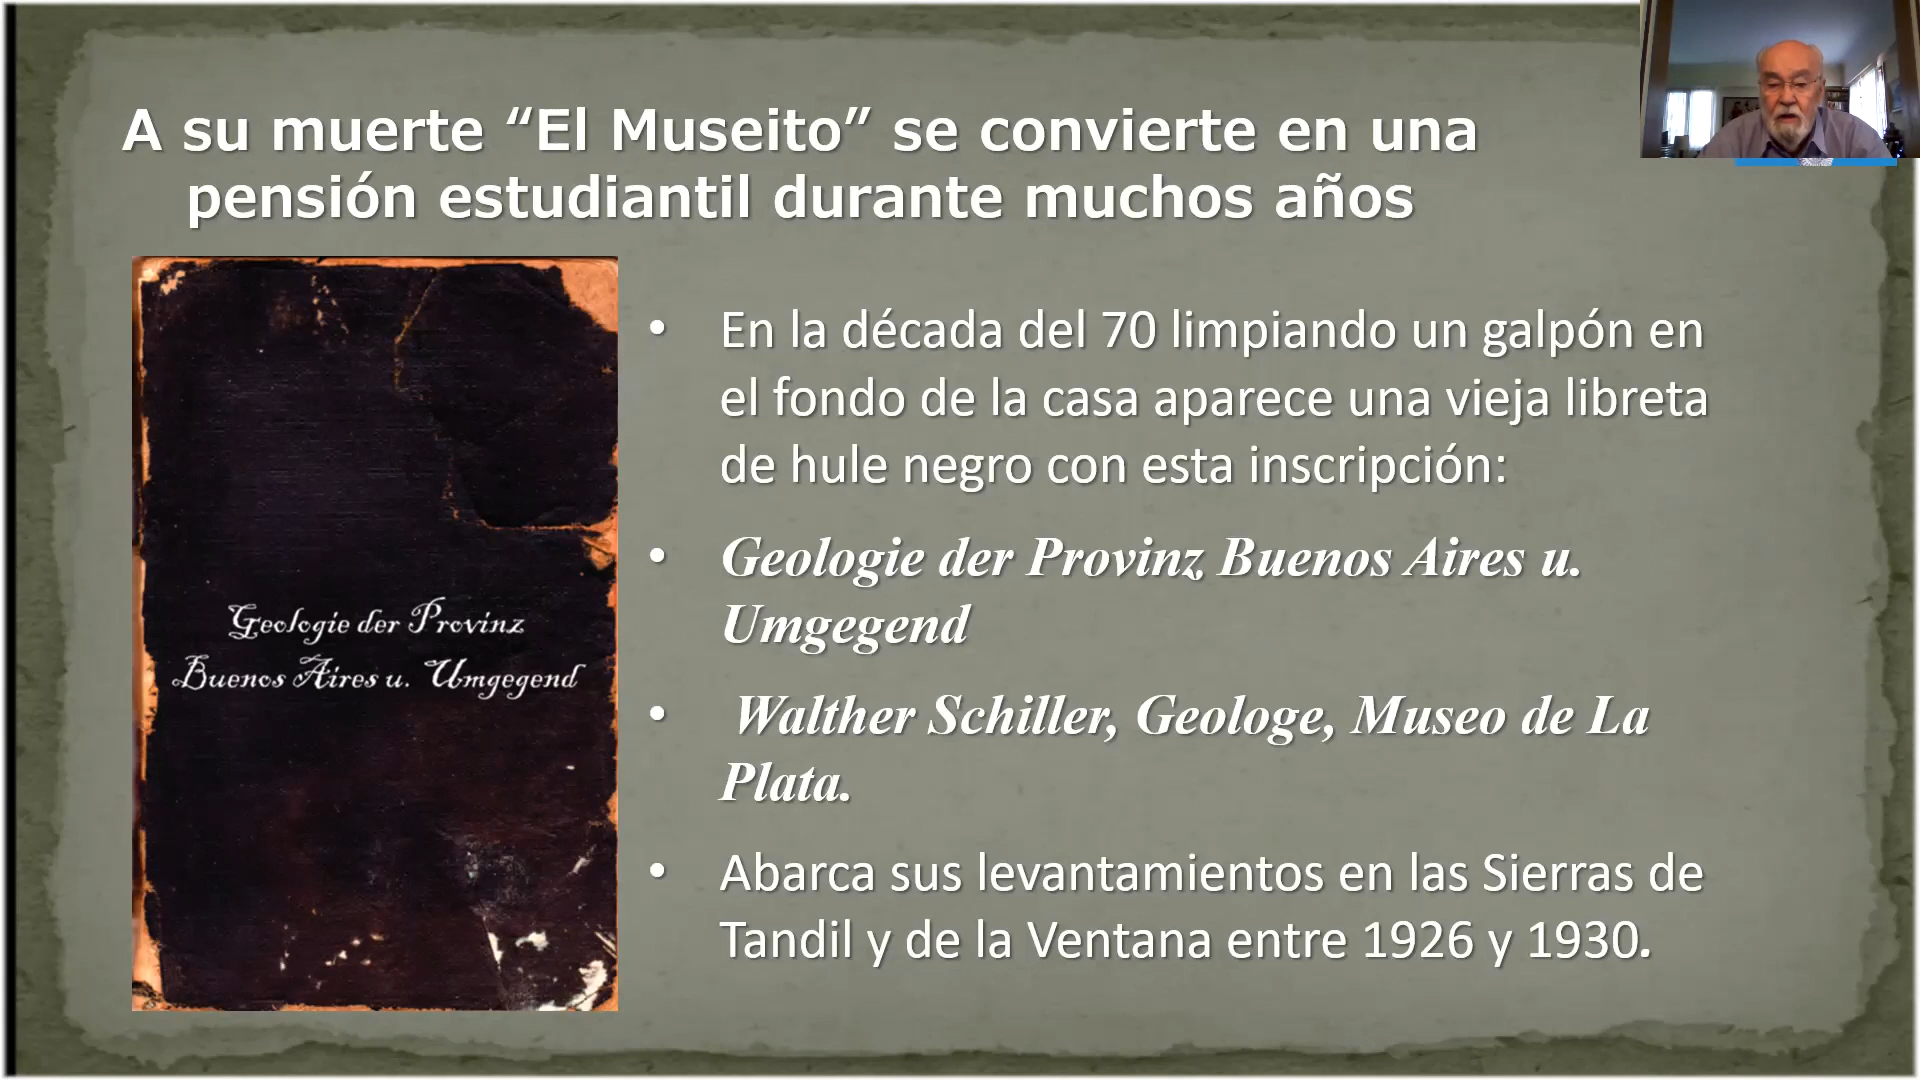 A su muerte “El Museito” se convierte en una
pensión estudiantil durante muchos años
Geologie der Provinz
Buenos Aires u. Umgegend
• En la década del 70 limpiando un galpón en
el fondo de la casa aparece una vieja libreta
de hule negro con esta inscripción:
• Geologie der Provinz Buenos Aires u.
Umgegend
• Walther Schiller, Geologe, Museo de La
Plata.
• Abarca sus levantamientos en las Sierras de
Tandil y de la Ventana entre 1926 y 1930.